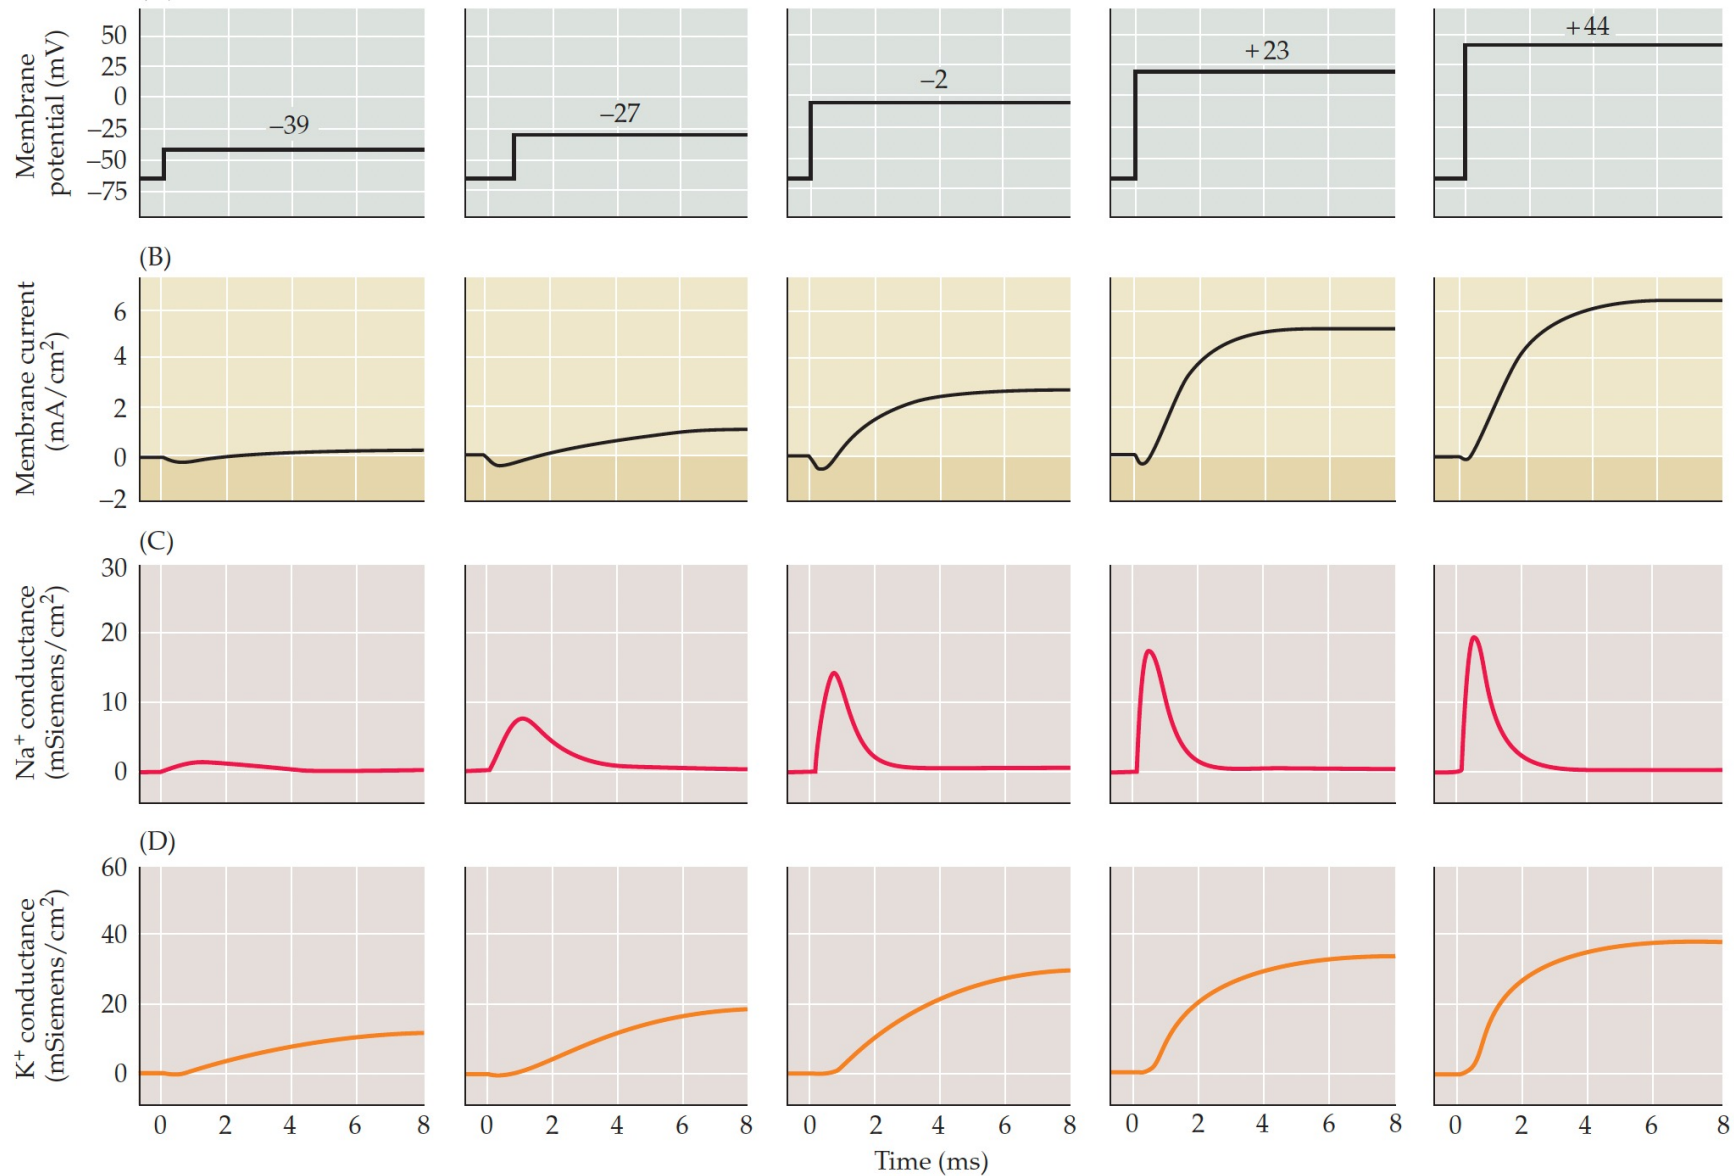 Membrane
potential (mV)
50
25
0
–25
–50
–75
–39
–27
–2
+23
+44
(B)
Membrane current
(mA/cm²)
6
4
2
0
–2
(C)
Na⁺ conductance
(mSiemens/cm²)
30
20
10
0
(D)
K⁺ conductance
(mSiemens/cm²)
60
40
20
0
0 2 4 6 8
0 2 4 6 8
0 2 4 6 8
0 2 4 6 8
0 2 4 6 8
Time (ms)